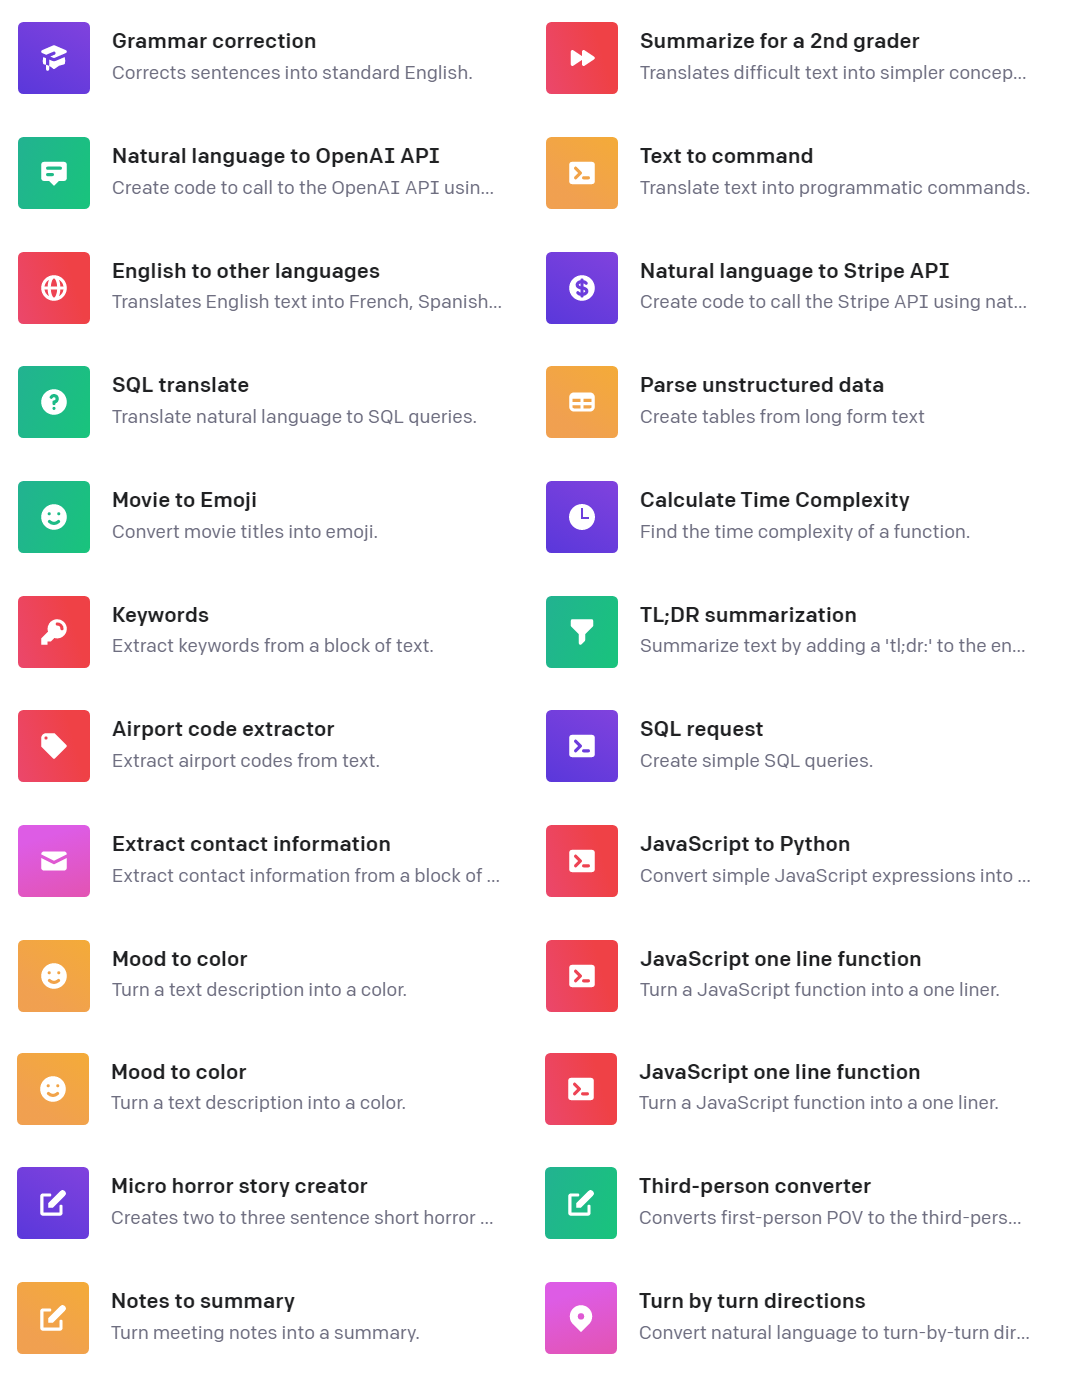 Grammar correction
Corrects sentences into standard English.
Summarize for a 2nd grader
Translates difficult text into simpler concep...
Natural language to OpenAI API
Create code to call to the OpenAI API usin...
Text to command
Translate text into programmatic commands.
English to other languages
Translates English text into French, Spanish...
Natural language to Stripe API
Create code to call the Stripe API using nat...
SQL translate
Translate natural language to SQL queries.
Parse unstructured data
Create tables from long form text
Movie to Emoji
Convert movie titles into emoji.
Calculate Time Complexity
Find the time complexity of a function.
Keywords
Extract keywords from a block of text.
TL;DR summarization
Summarize text by adding a 'tl;dr:' to the en...
Airport code extractor
Extract airport codes from text.
SQL request
Create simple SQL queries.
Extract contact information
Extract contact information from a block of ...
JavaScript to Python
Convert simple JavaScript expressions into ...
Mood to color
Turn a text description into a color.
JavaScript one line function
Turn a JavaScript function into a one liner.
Mood to color
Turn a text description into a color.
JavaScript one line function
Turn a JavaScript function into a one liner.
Micro horror story creator
Creates two to three sentence short horror ...
Third-person converter
Converts first-person POV to the third-pers...
Notes to summary
Turn meeting notes into a summary.
Turn by turn directions
Convert natural language to turn-by-turn dir...